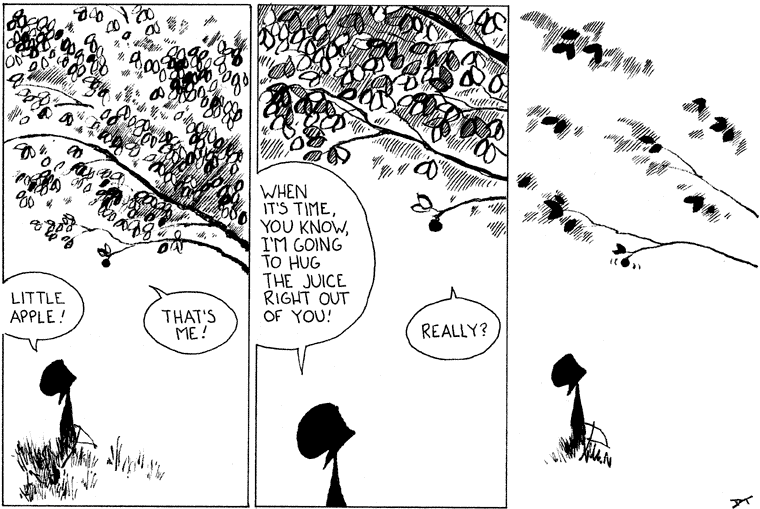 LITTLE
APPLE!
THAT'S
ME!
WHEN
IT'S TIME,
YOU KNOW,
I'M GOING
TO HUG
THE JUICE
RIGHT OUT
OF YOU!
REALLY?